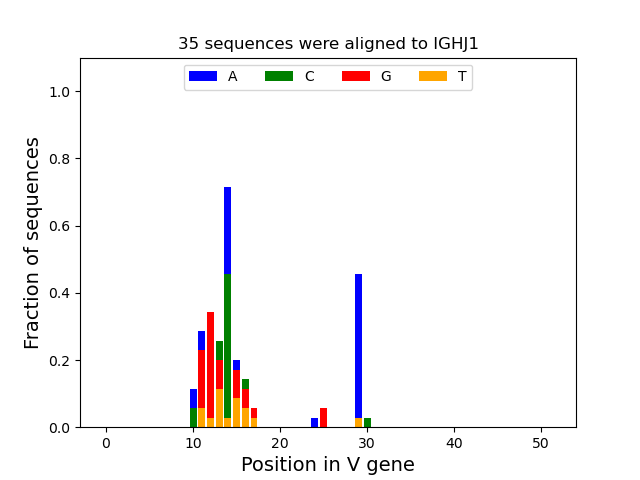 35 sequences were aligned to IGHJ1
A C G T
1.0
0.8
0.6
0.4
0.2
0.0
Fraction of sequences
0 10 20 30 40 50
Position in V gene